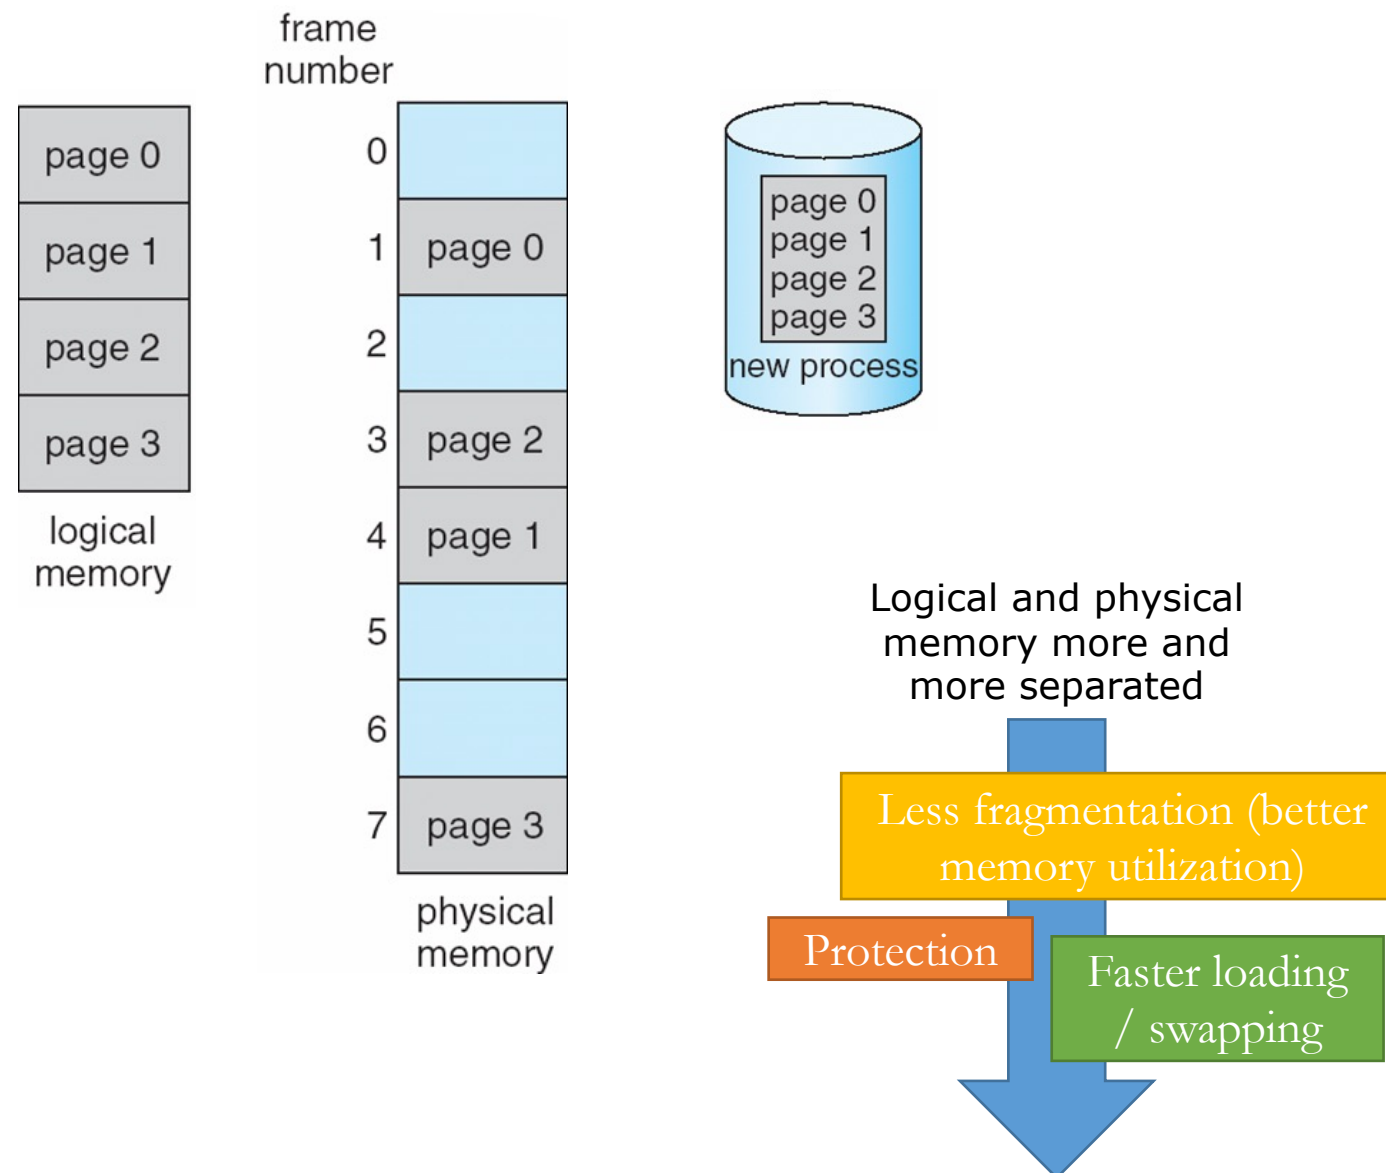 frame
number
page 0
page 1
page 2
page 3
logical
memory
0
1
page 0
2
3
page 2
4
page 1
5
6
7
page 3
physical
memory
page 0
page 1
page 2
page 3
new process
Logical and physical
memory more and
more separated
Less fragmentation (better
memory utilization)
Protection
Faster loading
/ swapping